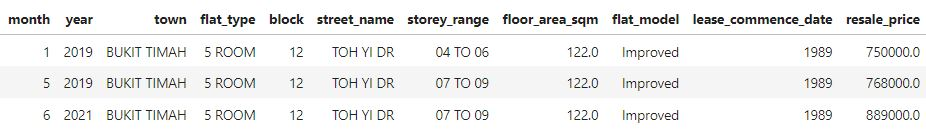 month year town flat_type block street_name storey_range floor_area_sqm flat_model lease_commence_date resale_price
1 2019 BUKIT TIMAH 5 ROOM 12 TOH YI DR 04 TO 06 122.0 Improved 1989 750000.0
5 2019 BUKIT TIMAH 5 ROOM 12 TOH YI DR 07 TO 09 122.0 Improved 1989 768000.0
6 2021 BUKIT TIMAH 5 ROOM 12 TOH YI DR 07 TO 09 122.0 Improved 1989 889000.0